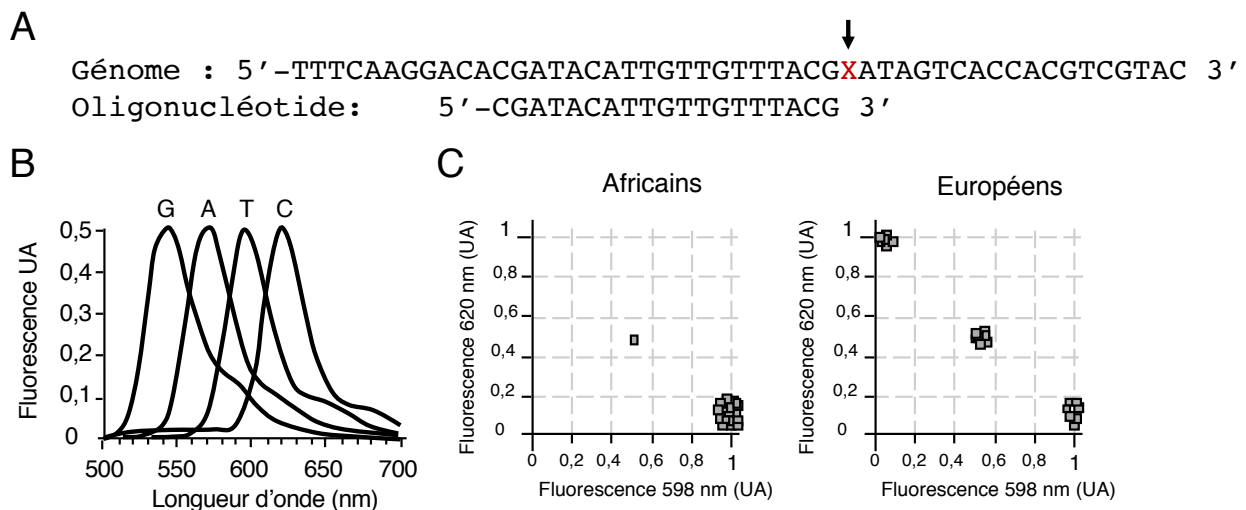 A
Génome : 5’-TTTCAAGGACACGATACATTGTTGTTTACGXATAGTCACCACGTCGTAC 3’
Oligonucléotide: 5’-CGATACATTGTTGTTTACG 3’
B
G A T C
Fluorescence UA
0,5
0,4
0,3
0,2
0,1
0
500 550 600 650 700
Longueur d’onde (nm)
C
Africains
Fluorescence 620 nm (UA)
1
0,8
0,6
0,4
0,2
0
0 0,2 0,4 0,6 0,8 1
Fluorescence 598 nm (UA)
Européens
Fluorescence 620 nm (UA)
1
0,8
0,6
0,4
0,2
0
0 0,2 0,4 0,6 0,8 1
Fluorescence 598 nm (UA)